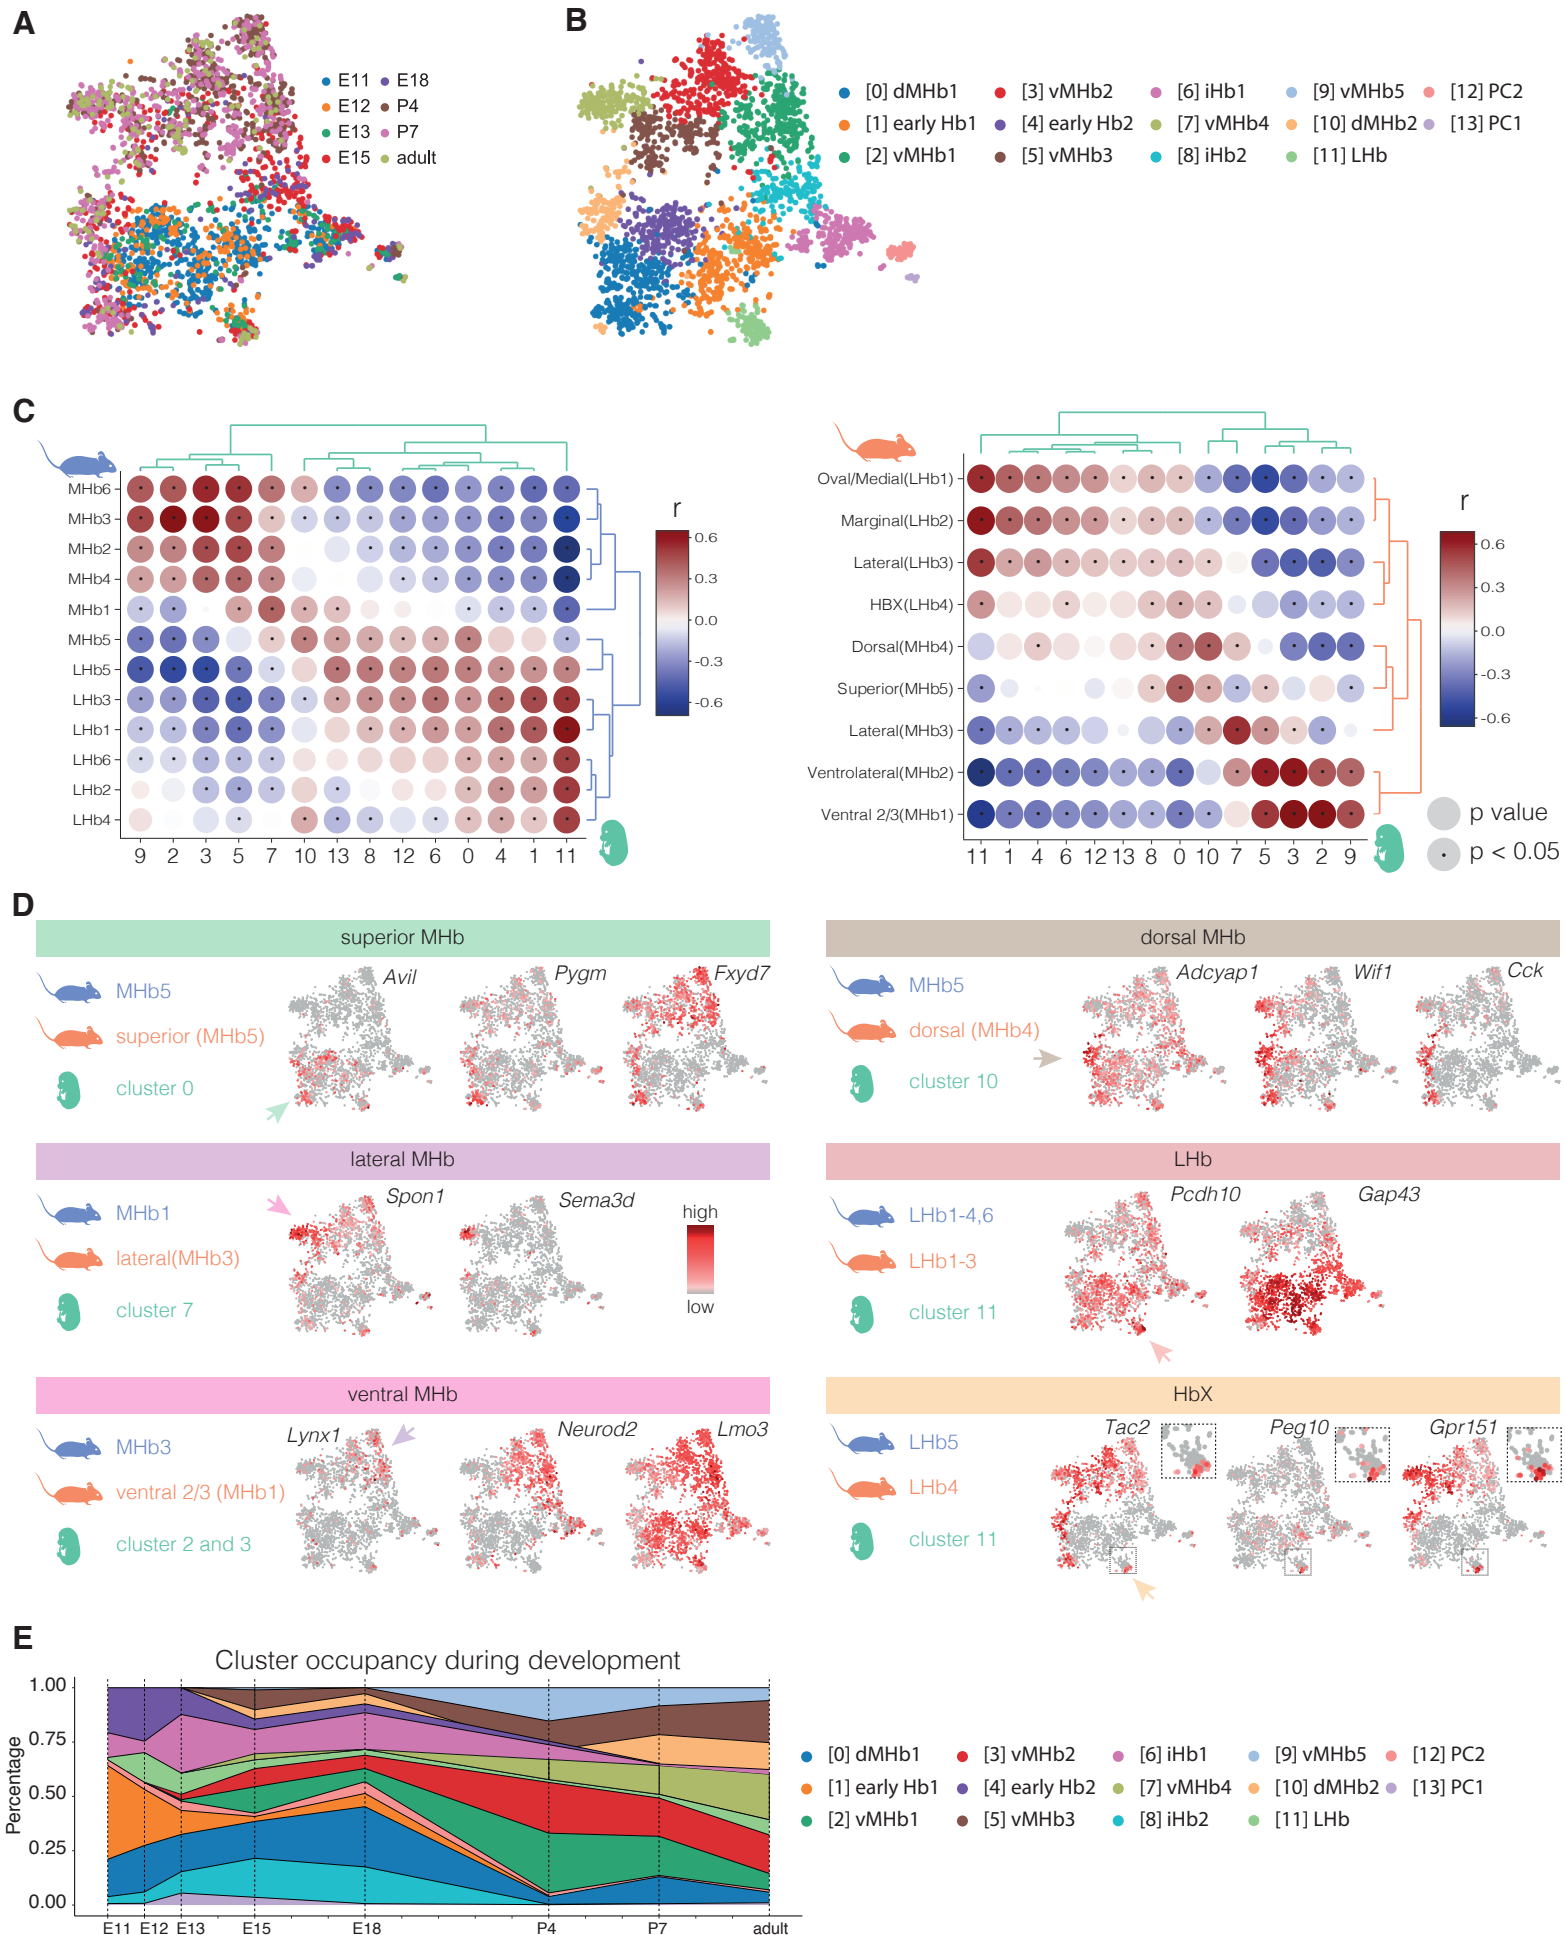 A
E11
E18
E12
P4
E13
P7
E15
adult
B
[0] dMHb1
[3] vMHb2
[6] iHb1
[9] vMHb5
[12] PC2
[1] early Hb1
[4] early Hb2
[7] vMHb4
[10] dMHb2
[13] PC1
[2] vMHb1
[5] vMHb3
[8] iHb2
[11] LHb
C
MHb6
MHb3
MHb2
MHb4
MHb1
MHb5
LHb5
LHb3
LHb1
LHb6
LHb2
LHb4
9 2 3 5 7 10 13 8 12 6 0 4 1 11
r
0.6
0.3
0.0
-0.3
-0.6
Oval/Medial(LHb1)
Marginal(LHb2)
Lateral(LHb3)
HBX(LHb4)
Dorsal(MHb4)
Superior(MHb5)
Lateral(MHb3)
Ventrolateral(MHb2)
Ventral 2/3(MHb1)
11 1 4 6 12 13 8 0 10 7 5 3 2 9
r
0.6
0.3
0.0
-0.3
-0.6
p value
p < 0.05
D
superior MHb
MHb5
superior (MHb5)
cluster 0
Avil
Pygm
Fxyd7
dorsal MHb
MHb5
dorsal (MHb4)
cluster 10
Adcyap1
Wif1
Cck
lateral MHb
MHb1
lateral(MHb3)
cluster 7
Spon1
Sema3d
high
low
LHb
LHb1-4,6
LHb1-3
cluster 11
Pcdh10
Gap43
ventral MHb
MHb3
ventral 2/3 (MHb1)
cluster 2 and 3
Lynx1
Neurod2
Lmo3
HbX
LHb5
LHb4
cluster 11
Tac2
Peg10
Gpr151
E
Cluster occupancy during development
Percentage
1.00
0.75
0.50
0.25
0.00
E11 E12 E13 E15 E18 P4 P7 adult
[0] dMHb1
[3] vMHb2
[6] iHb1
[9] vMHb5
[12] PC2
[1] early Hb1
[4] early Hb2
[7] vMHb4
[10] dMHb2
[13] PC1
[2] vMHb1
[5] vMHb3
[8] iHb2
[11] LHb